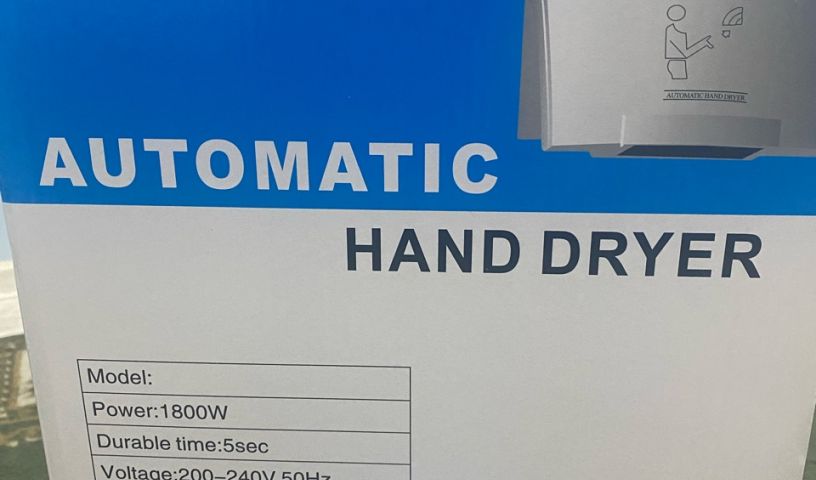 AUTOMATIC HAND DRYER
AUTOMATIC
HAND DRYER
Model:
Power:1800W
Durable time:5sec
Voltage:200-240V 50Hz